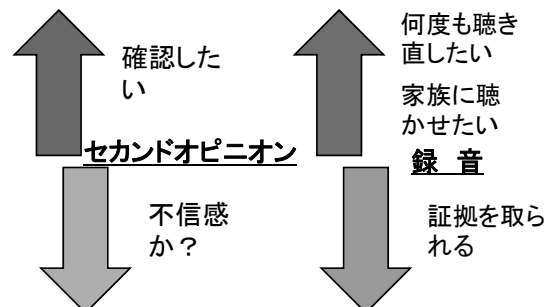 確認した
い
セカンドオピニオン
不信感
か？
何度も聴き
直したい
家族に聴
かせたい
録　音
証拠を取ら
れる